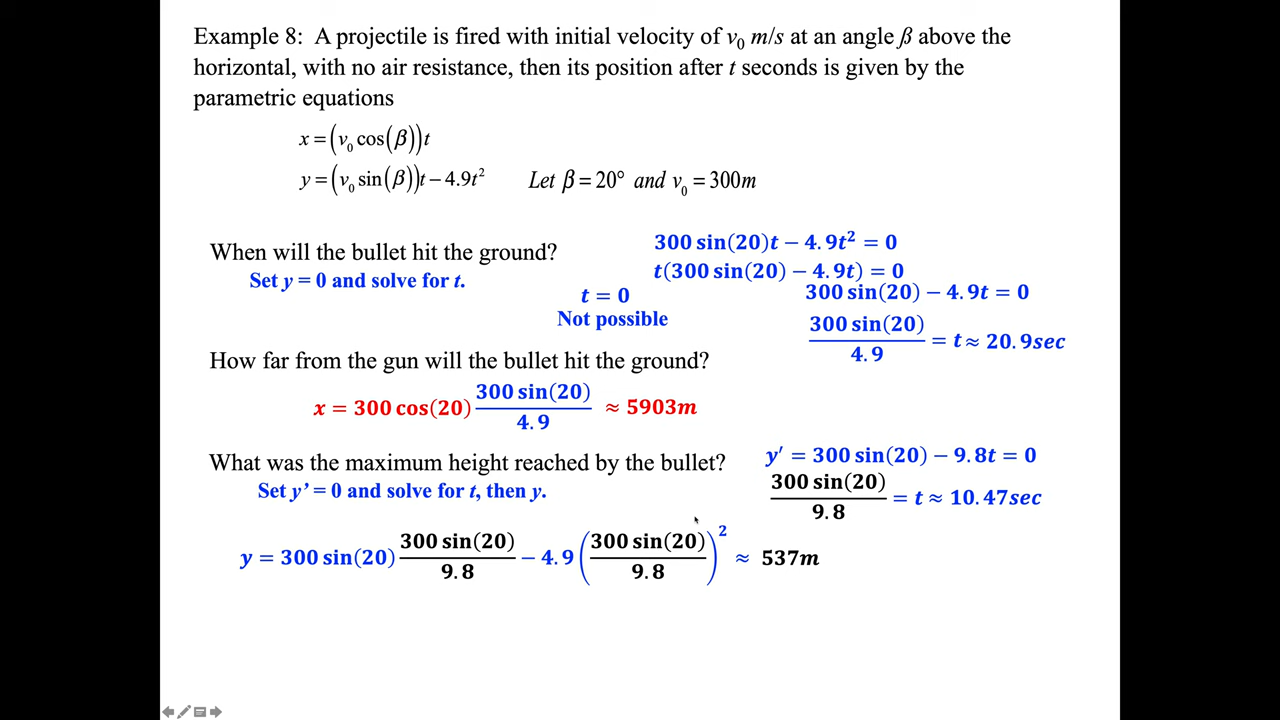 Example 8: A projectile is fired with initial velocity of v₀ m/s at an angle β above the
horizontal, with no air resistance, then its position after t seconds is given by the
parametric equations
x = (v₀ cos(β))t
y = (v₀ sin(β))t − 4.9t² Let β = 20° and v₀ = 300m
When will the bullet hit the ground?
Set y = 0 and solve for t.
300 sin(20)t − 4.9t² = 0
t(300 sin(20) − 4.9t) = 0
t = 0
Not possible
300 sin(20) − 4.9t = 0
300 sin(20)
4.9
= t ≈ 20.9sec
How far from the gun will the bullet hit the ground?
x = 300 cos(20) 300 sin(20) ≈ 5903m
4.9
What was the maximum height reached by the bullet?
Set y’ = 0 and solve for t, then y.
y′ = 300 sin(20) − 9.8t = 0
300 sin(20)
9.8
= t ≈ 10.47sec
y = 300 sin(20) 300 sin(20) − 4.9 (300 sin(20))² ≈ 537m
9.8 9.8